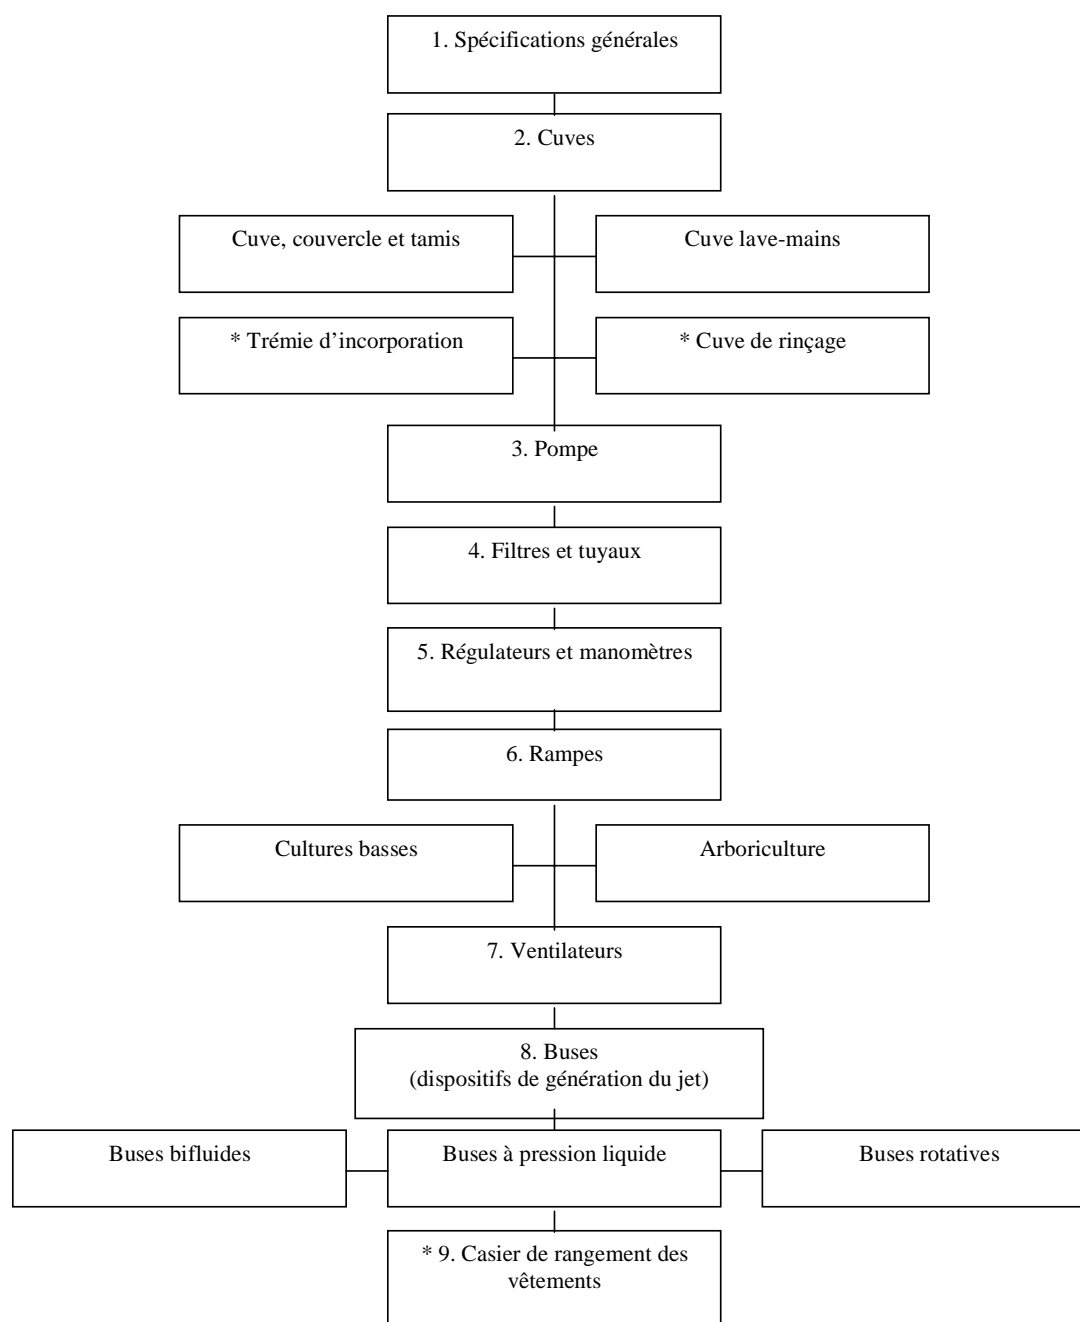 1. Spécifications générales
2. Cuves
Cuve, couvercle et tamis
Cuve lave-mains
* Trémie d'incorporation
* Cuve de rinçage
3. Pompe
4. Filtres et tuyaux
5. Régulateurs et manomètres
6. Rampes
Cultures basses
Arboriculture
7. Ventilateurs
8. Buses
(dispositifs de génération du jet)
Buses bifluides
Buses à pression liquide
Buses rotatives
* 9. Casier de rangement des
vêtements